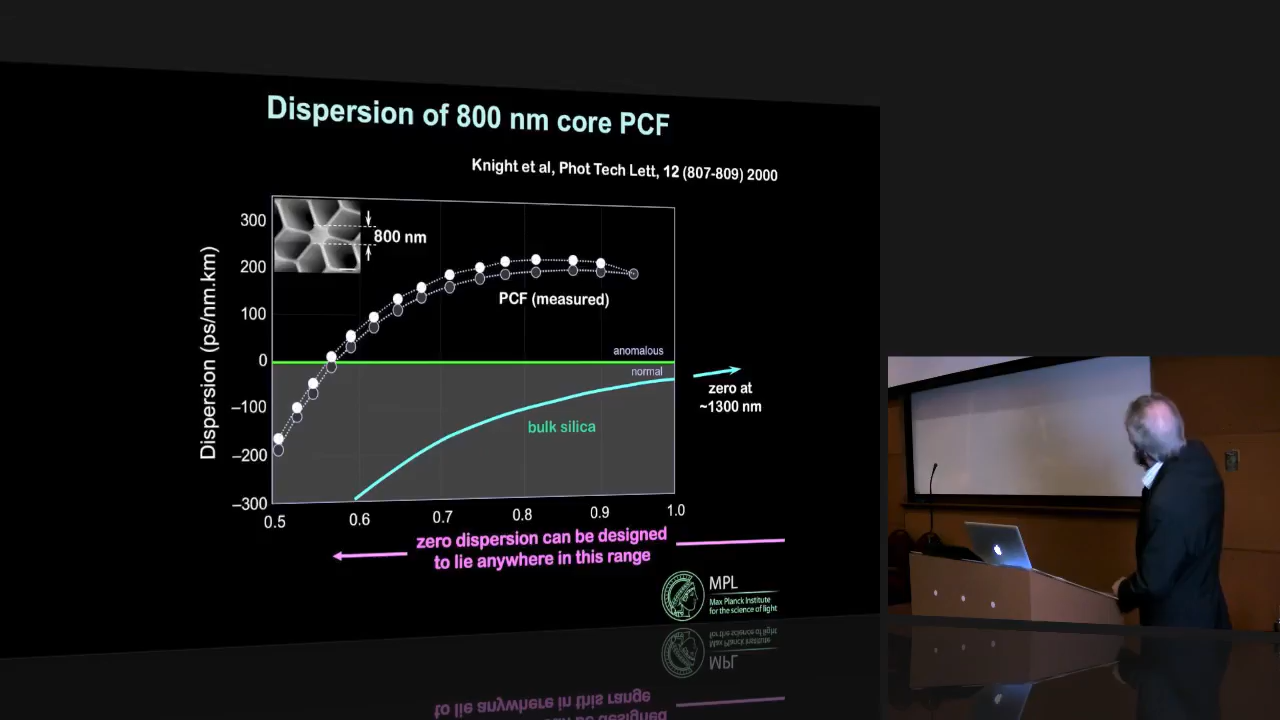 Dispersion of 800 nm core PCF
Knight et al, Phot Tech Lett, 12 (807-809) 2000
Dispersion (ps/nm.km)
300
200
100
0
–100
–200
–300
800 nm
PCF (measured)
anomalous
normal
bulk silica
zero at
~1300 nm
0.5
0.6
0.7
0.8
0.9
1.0
zero dispersion can be designed
to lie anywhere in this range
MPL
Max Planck Institute
for the science of light